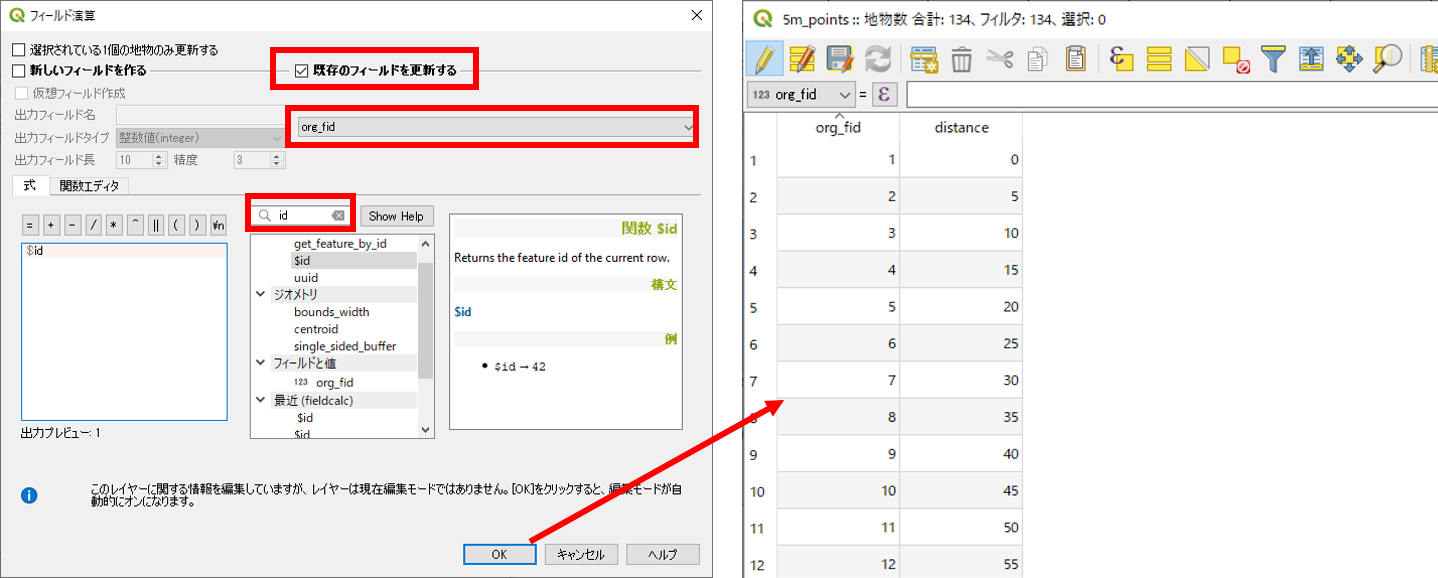 フィールド演算
選択されている1個の地物のみ更新する
新しいフィールドを作る
既存のフィールドを更新する
仮想フィールド作成
出力フィールド名
出力フィールドタイプ 整数値(integer)
出力フィールド長 10 精度 3
org_fid
式 関数エディタ
= + - / * ^ || ( ) ¥n
$id
出力プレビュー: 1
id
Show Help
get_feature_by_id
$id
uuid
ジオメトリ
bounds_width
centroid
single_sided_buffer
フィールドと値
123 org_fid
最近 (fieldcalc)
$id
$id
関数 $id
Returns the feature id of the current row.
構文
$id
例
• $id → 42
このレイヤーに関する情報を編集していますが、レイヤーは現在編集モードではありません。[OK]をクリックすると、編集モードが自
動的にオンになります。
OK キャンセル ヘルプ
5m_points :: 地物数 合計: 134、フィルタ: 134、選択: 0
123 org_fid = ε
org_fid distance
1 1 0
2 2 5
3 3 10
4 4 15
5 5 20
6 6 25
7 7 30
8 8 35
9 9 40
10 10 45
11 11 50
12 12 55